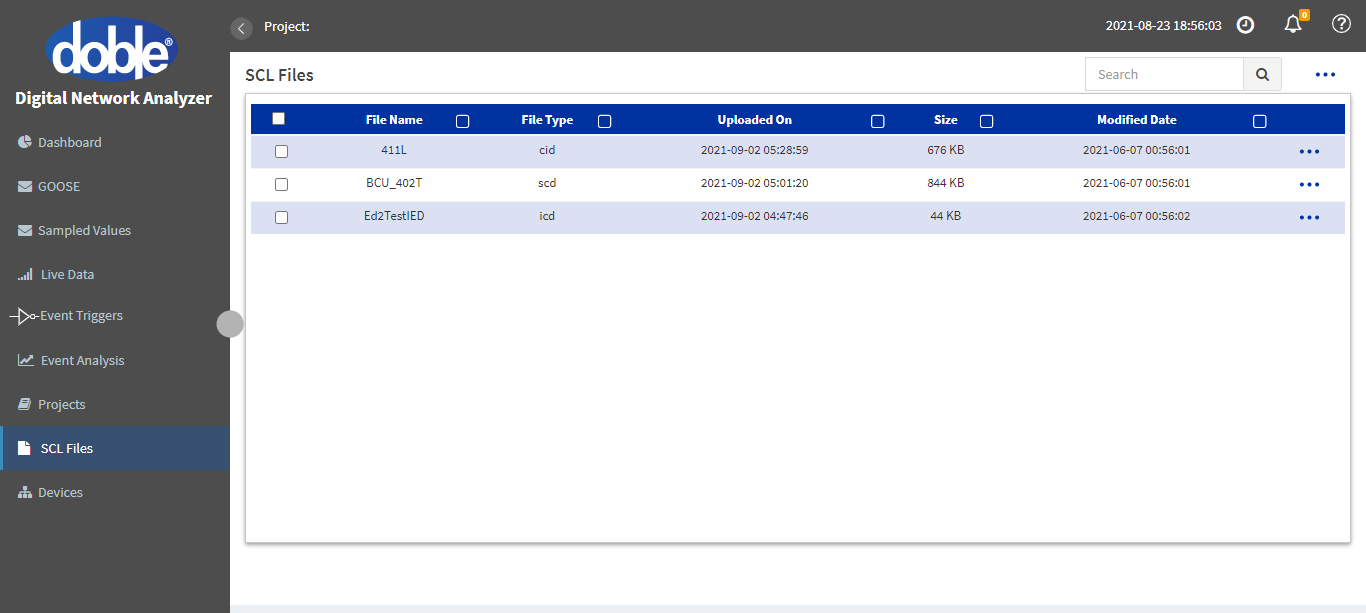 doble®
Digital Network Analyzer
Dashboard
GOOSE
Sampled Values
Live Data
Event Triggers
Event Analysis
Projects
SCL Files
Devices
Project:
2021-08-23 18:56:03
0
?
SCL Files
Search
File Name File Type Uploaded On Size Modified Date
411L cid 2021-09-02 05:28:59 676 KB 2021-06-07 00:56:01
BCU_402T scd 2021-09-02 05:01:20 844 KB 2021-06-07 00:56:01
Ed2TestIED icd 2021-09-02 04:47:46 44 KB 2021-06-07 00:56:02